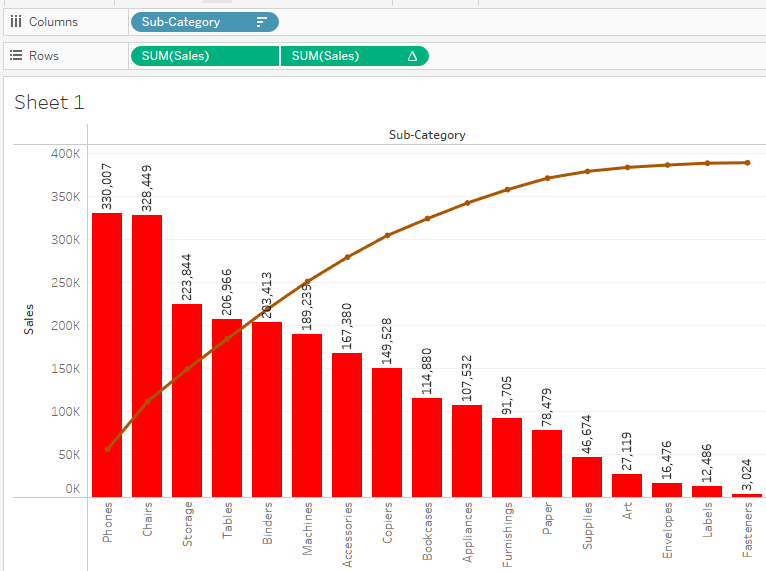 Columns
Sub-Category
Rows
SUM(Sales)
SUM(Sales)
Sheet 1
Sub-Category
400K
350K
300K
250K
200K
150K
100K
50K
0K
Sales
330,007
328,449
223,844
206,966
203,413
189,239
167,380
149,528
114,880
107,532
91,705
78,479
46,674
27,119
16,476
12,486
3,024
Phones
Chairs
Storage
Tables
Binders
Machines
Accessories
Copiers
Bookcases
Appliances
Furnishings
Paper
Supplies
Art
Envelopes
Labels
Fasteners